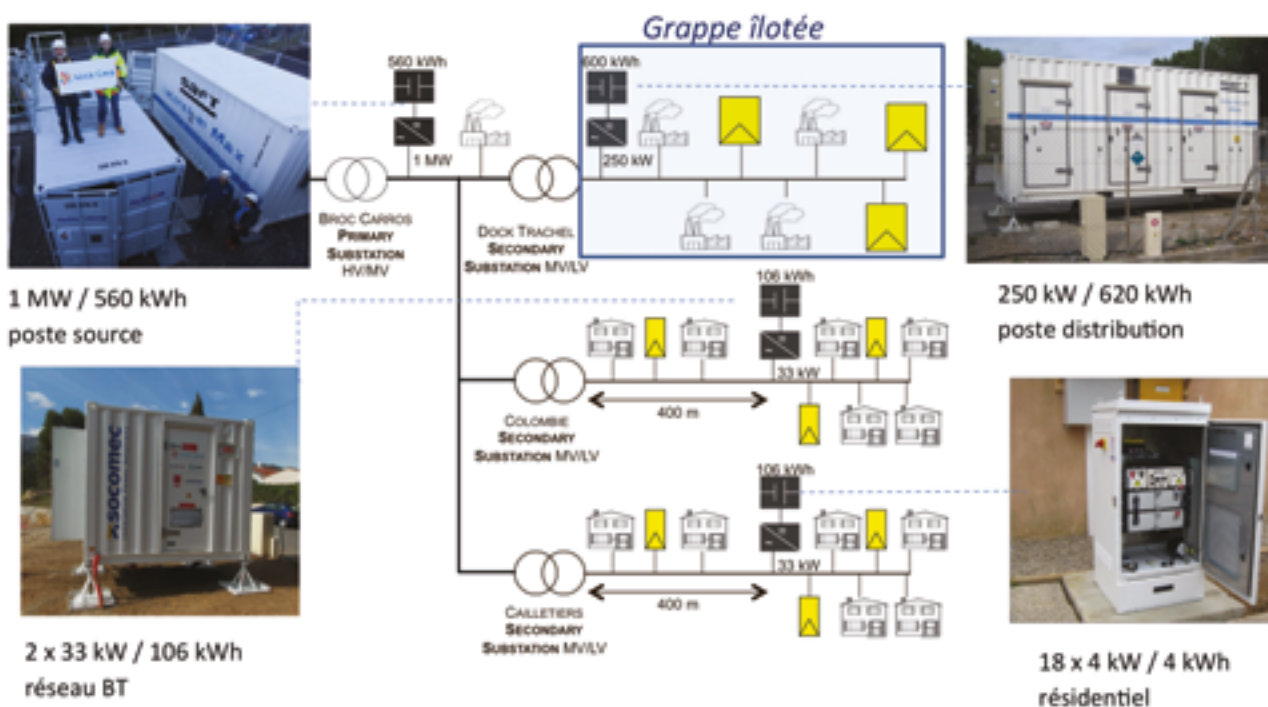 Grappe îlotée
560 kWh
600 kWh
1 MW
250 kW
BROC CARROS
PRIMARY
SUBSTATION
HV/MV
DOCK TRACHEL
SECONDARY
SUBSTATION MV/LV
1 MW / 560 kWh
poste source
250 kW / 620 kWh
poste distribution
106 kWh
33 kW
400 m
COLOMBIE
SECONDARY
SUBSTATION MV/LV
socomec
106 kWh
33 kW
400 m
CAILLETIERS
SECONDARY
SUBSTATION MV/LV
2 x 33 kW / 106 kWh
réseau BT
18 x 4 kW / 4 kWh
résidentiel